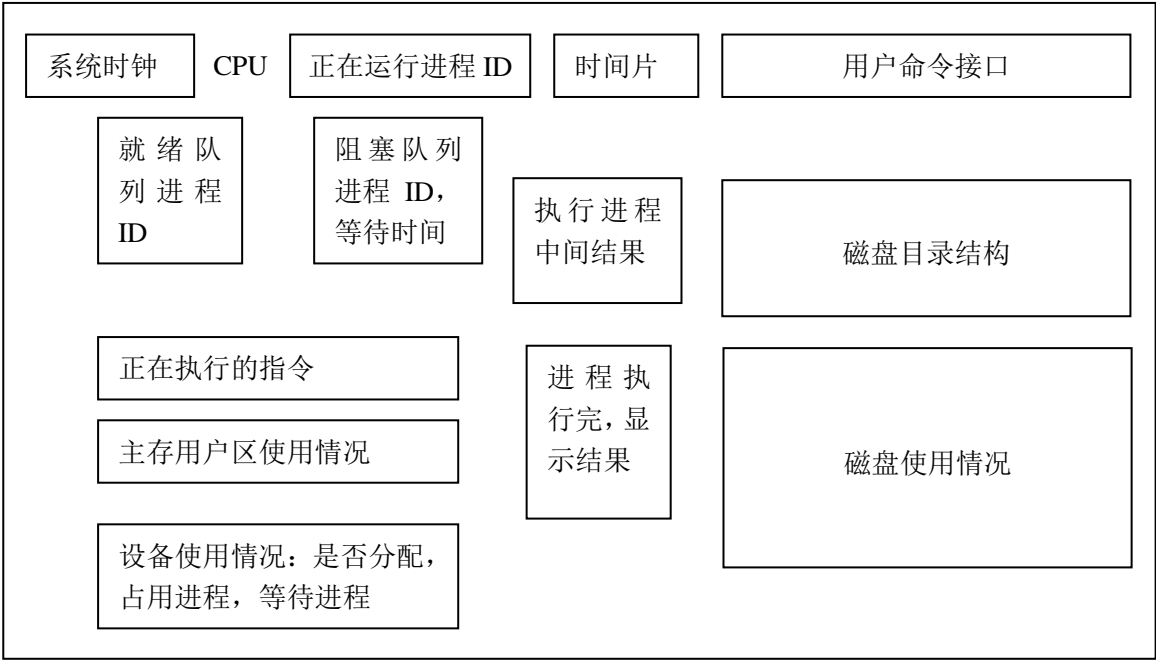 系统时钟
CPU
正在运行进程 ID
时间片
用户命令接口
就绪队
列进程
ID
阻塞队列
进程 ID，
等待时间
执行进程
中间结果
磁盘目录结构
正在执行的指令
进程执
行完，显
示结果
主存用户区使用情况
磁盘使用情况
设备使用情况：是否分配，
占用进程，等待进程